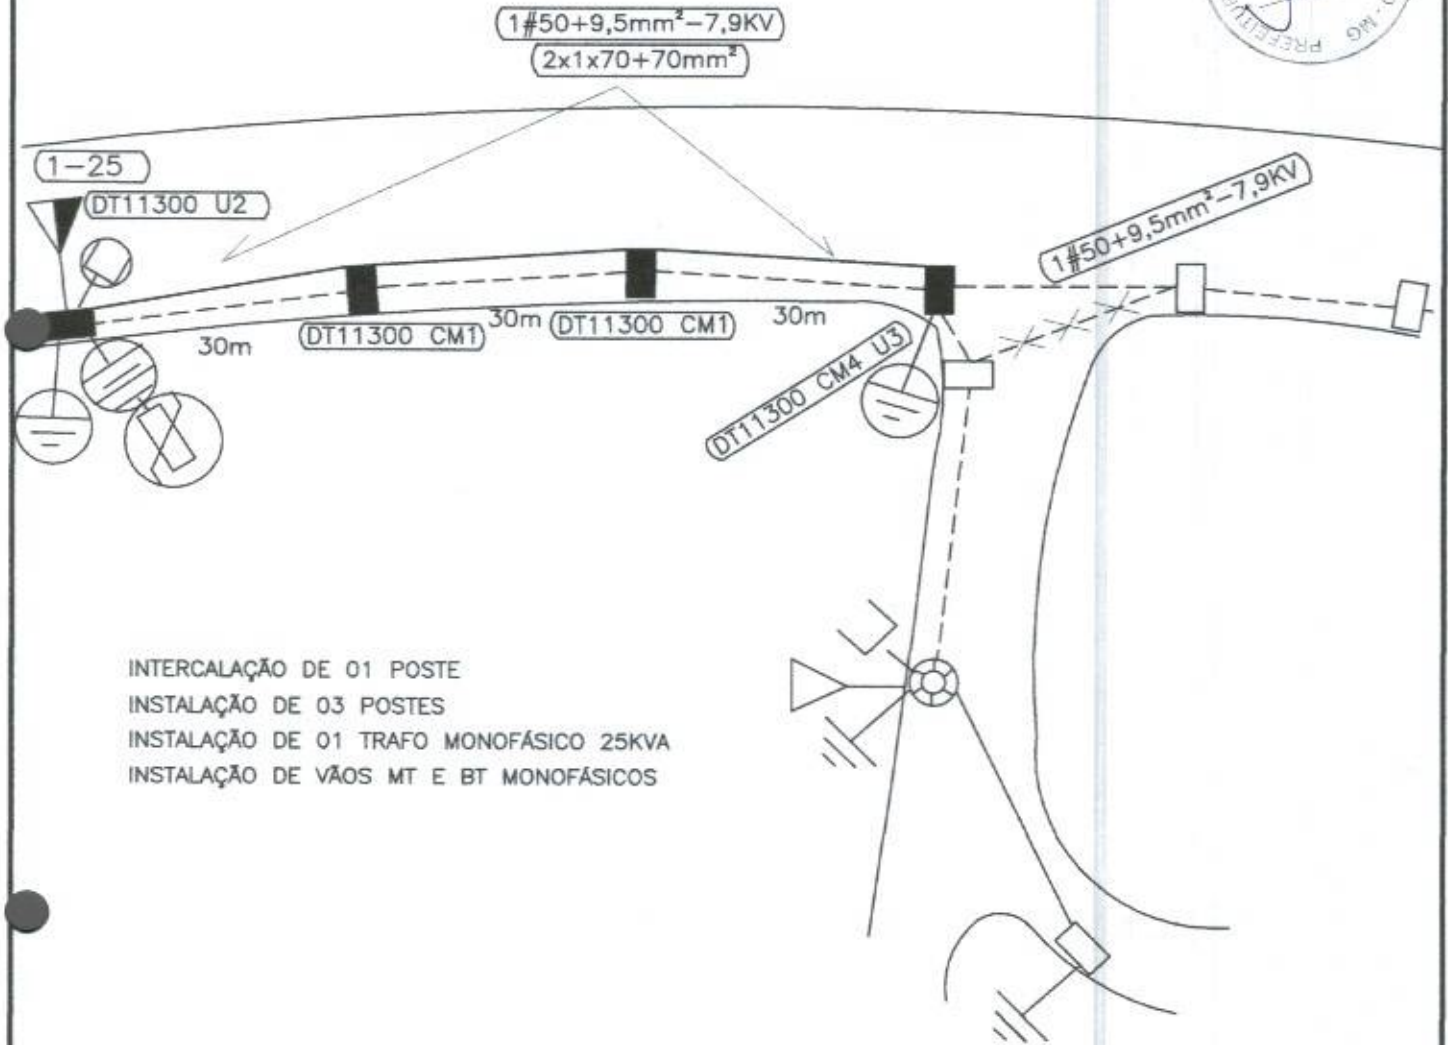 1#50+9,5mm²-7,9KV
2x1x70+70mm²
O - MG
PREFEITU
1-25
DT11300 U2
1#50+9,5mm²-7,9KV
30m
DT11300 CM1
30m
DT11300 CM1
30m
DT11300 CM4 U3
INTERCALAÇÃO DE 01 POSTE
INSTALAÇÃO DE 03 POSTES
INSTALAÇÃO DE 01 TRAFO MONOFÁSICO 25KVA
INSTALAÇÃO DE VÃOS MT E BT MONOFÁSICOS